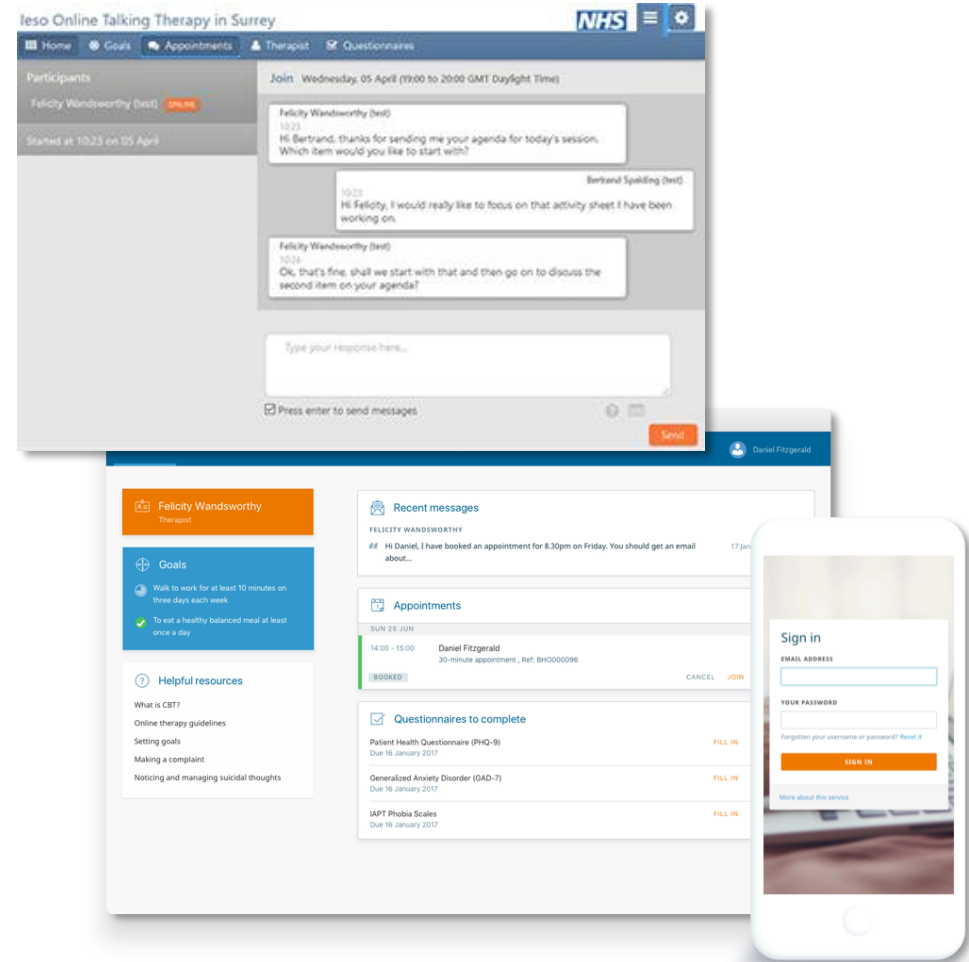 Ieso Online Talking Therapy in Surrey
NHS
Home Goals Appointments Therapist Questionnaires
Participants
Felicity Wandsworthy (test) ONLINE
Started at 10:23 on 05 April
Join Wednesday, 05 April (19:00 to 20:00 GMT Daylight Time)
Felicity Wandsworthy (test)
10:23
Hi Bertrand, thanks for sending me your agenda for today's session.
Which item would you like to start with?
Bertrand Spalding (test)
10:23
Hi Felicity, I would really like to focus on that activity sheet I have been
working on.
Felicity Wandsworthy (test)
10:24
Ok, that's fine, shall we start with that and then go on to discuss the
second item on your agenda?
Type your response here...
Press enter to send messages
Send
Daniel Fitzgerald
Felicity Wandsworthy
Therapist
Goals
Walk to work for at least 10 minutes on
three days each week
To eat a healthy balanced meal at least
once a day
Helpful resources
What is CBT?
Online therapy guidelines
Setting goals
Making a complaint
Noticing and managing suicidal thoughts
Recent messages
FELICITY WANDSWORTHY
Hi Daniel, I have booked an appointment for 8.30pm on Friday. You should get an email 17 Jan
about...
Appointments
SUN 25 JUN
14:00 - 15:00 Daniel Fitzgerald
30-minute appointment , Ref: BHO000096
BOOKED CANCEL JOIN
Questionnaires to complete
Patient Health Questionnaire (PHQ-9) FILL IN
Due 16 January 2017
Generalized Anxiety Disorder (GAD-7) FILL IN
Due 16 January 2017
IAPT Phobia Scales FILL IN
Due 16 January 2017
Sign in
EMAIL ADDRESS
YOUR PASSWORD
Forgotten your username or password? Reset it
SIGN IN
More about this service